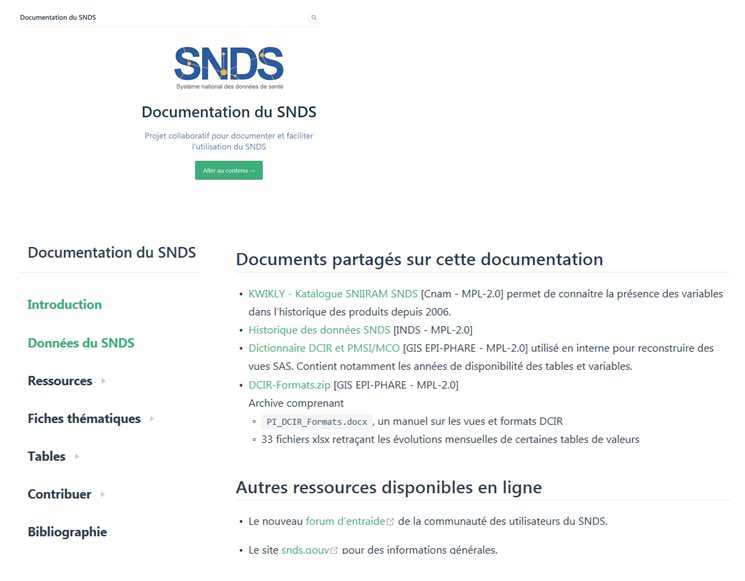 Documentation du SNDS
SNDS
Système national des données de santé
Documentation du SNDS
Projet collaboratif pour documenter et faciliter
l'utilisation du SNDS
Aller au contenu →
Documentation du SNDS
Introduction
Données du SNDS
Ressources
Fiches thématiques
Tables
Contribuer
Bibliographie
Documents partagés sur cette documentation
• KWIKLY - Katalogue SNIIRAM SNDS [Cnam - MPL-2.0] permet de connaitre la présence des variables
dans l'historique des produits depuis 2006.
• Historique des données SNDS [INDS - MPL-2.0]
• Dictionnaire DCIR et PMSI/MCO [GIS EPI-PHARE - MPL-2.0] utilisé en interne pour reconstruire des
vues SAS. Contient notamment les années de disponibilité des tables et variables.
• DCIR-Formats.zip [GIS EPI-PHARE - MPL-2.0]
Archive comprenant
◦ PI_DCIR_Formats.docx , un manuel sur les vues et formats DCIR
◦ 33 fichiers xlsx retraçant les évolutions mensuelles de certaines tables de valeurs
Autres ressources disponibles en ligne
• Le nouveau forum d'entraide de la communauté des utilisateurs du SNDS.
• Le site snds.gouv pour des informations générales.